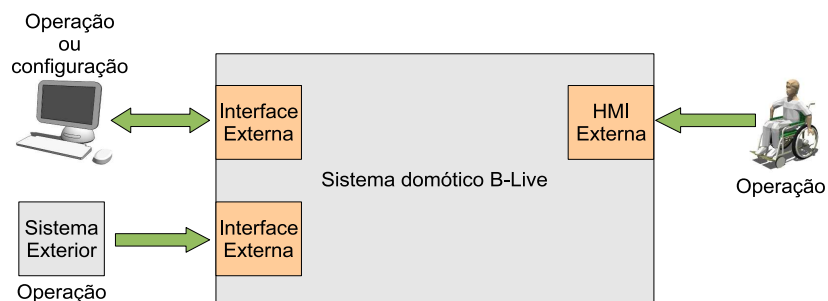 Operação
ou
configuração
Interface
Externa
HMI
Externa
Operação
Sistema domótico B-Live
Sistema
Exterior
Operação
Interface
Externa